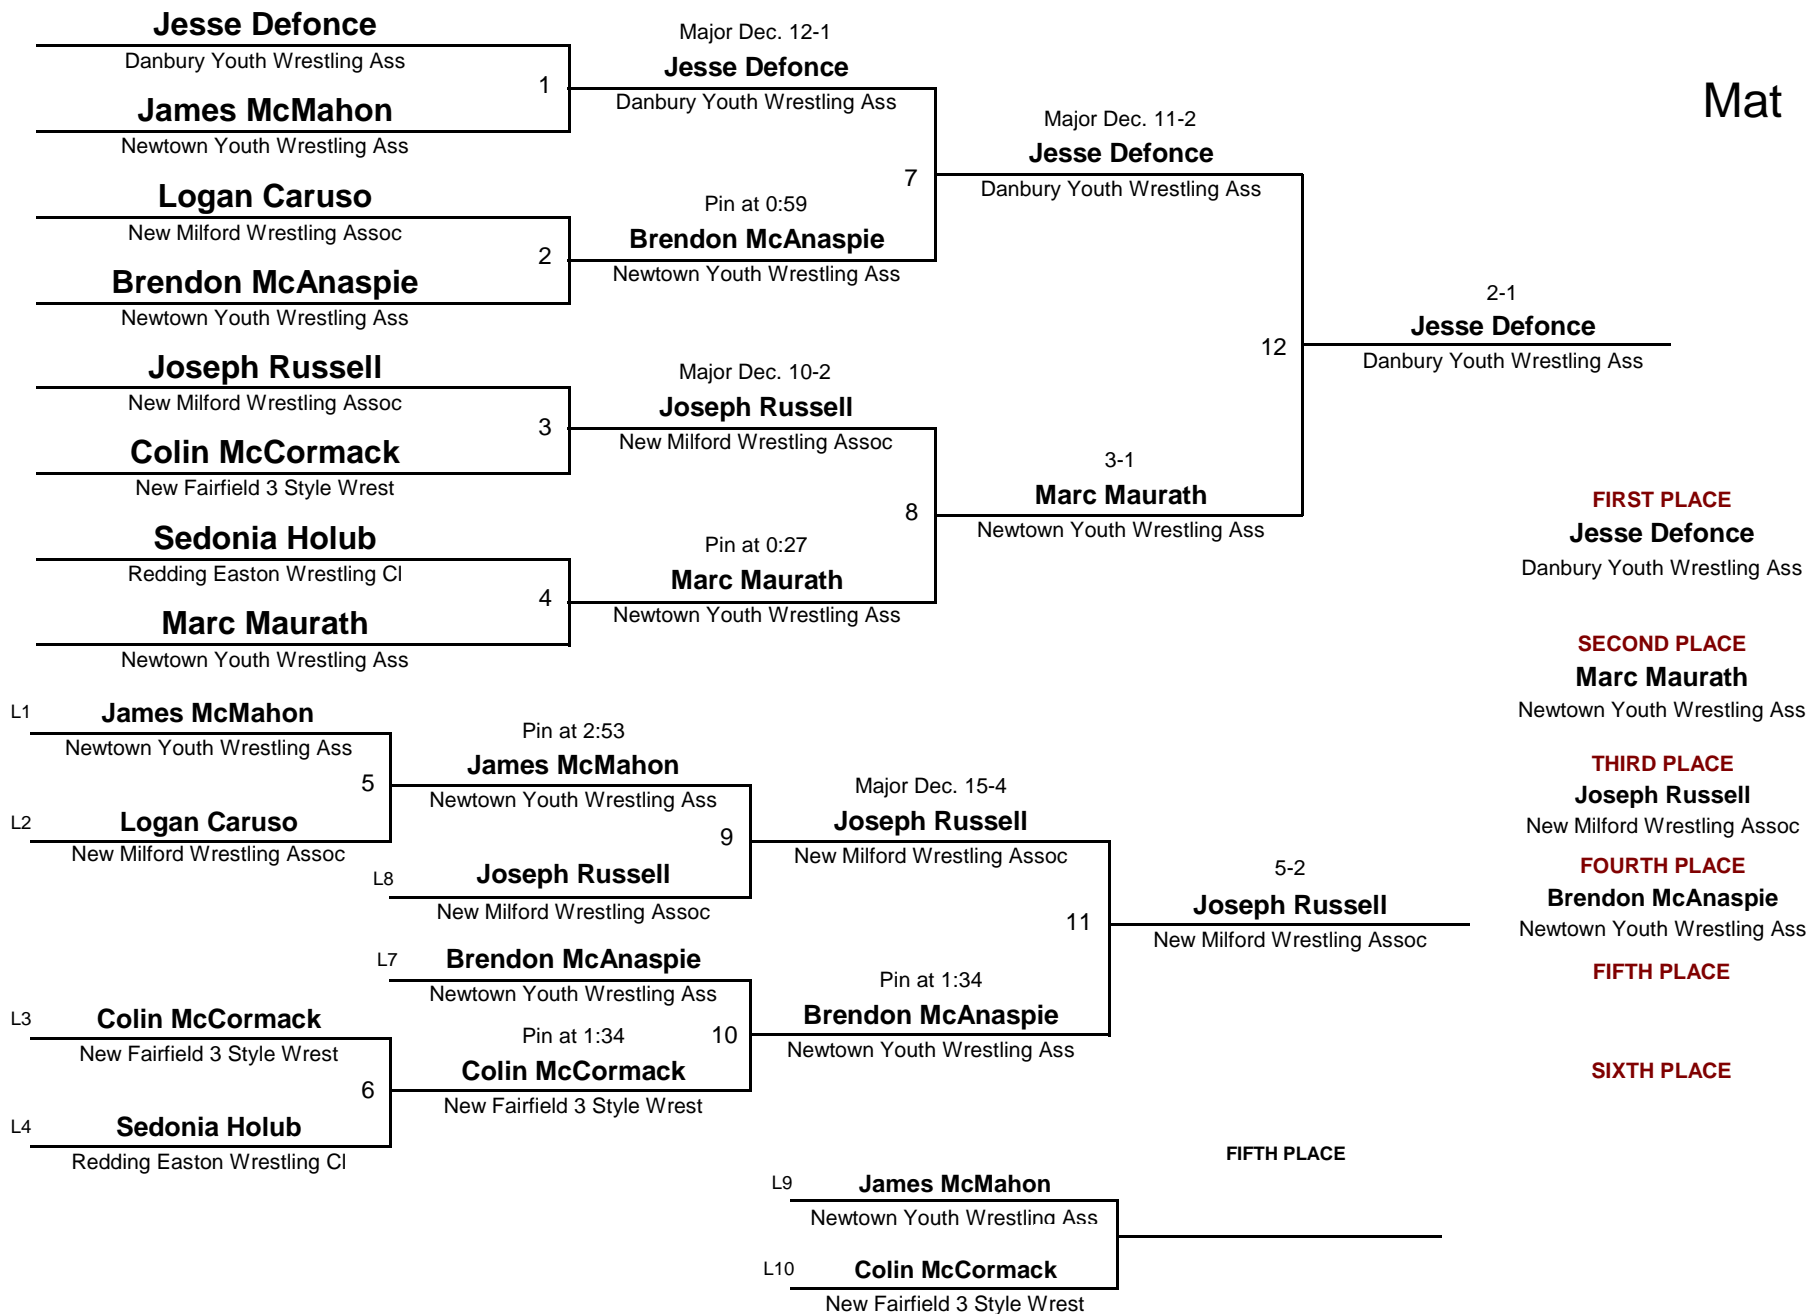 Jesse Defonce
Danbury Youth Wrestling Ass
1
James McMahon
Newtown Youth Wrestling Ass
Logan Caruso
New Milford Wrestling Assoc
2
Brendon McAnaspie
Newtown Youth Wrestling Ass
Joseph Russell
New Milford Wrestling Assoc
3
Colin McCormack
New Fairfield 3 Style Wrest
Sedonia Holub
Redding Easton Wrestling Cl
4
Marc Maurath
Newtown Youth Wrestling Ass
Major Dec. 12-1
Jesse Defonce
Danbury Youth Wrestling Ass
7
Pin at 0:59
Brendon McAnaspie
Newtown Youth Wrestling Ass
Major Dec. 10-2
Joseph Russell
New Milford Wrestling Assoc
8
Pin at 0:27
Marc Maurath
Newtown Youth Wrestling Ass
Major Dec. 11-2
Jesse Defonce
Danbury Youth Wrestling Ass
12
3-1
Marc Maurath
Newtown Youth Wrestling Ass
2-1
Jesse Defonce
Danbury Youth Wrestling Ass
Mat
FIRST PLACE
Jesse Defonce
Danbury Youth Wrestling Ass
SECOND PLACE
Marc Maurath
Newtown Youth Wrestling Ass
THIRD PLACE
Joseph Russell
New Milford Wrestling Assoc
FOURTH PLACE
Brendon McAnaspie
Newtown Youth Wrestling Ass
FIFTH PLACE
SIXTH PLACE
L1 James McMahon
Newtown Youth Wrestling Ass
5
L2 Logan Caruso
New Milford Wrestling Assoc
L3 Colin McCormack
New Fairfield 3 Style Wrest
6
L4 Sedonia Holub
Redding Easton Wrestling Cl
Pin at 2:53
James McMahon
Newtown Youth Wrestling Ass
9
L8 Joseph Russell
New Milford Wrestling Assoc
L7 Brendon McAnaspie
Newtown Youth Wrestling Ass
10
Pin at 1:34
Colin McCormack
New Fairfield 3 Style Wrest
Major Dec. 15-4
Joseph Russell
New Milford Wrestling Assoc
11
Pin at 1:34
Brendon McAnaspie
Newtown Youth Wrestling Ass
5-2
Joseph Russell
New Milford Wrestling Assoc
FIFTH PLACE
L9 James McMahon
Newtown Youth Wrestling Ass
L10 Colin McCormack
New Fairfield 3 Style Wrest